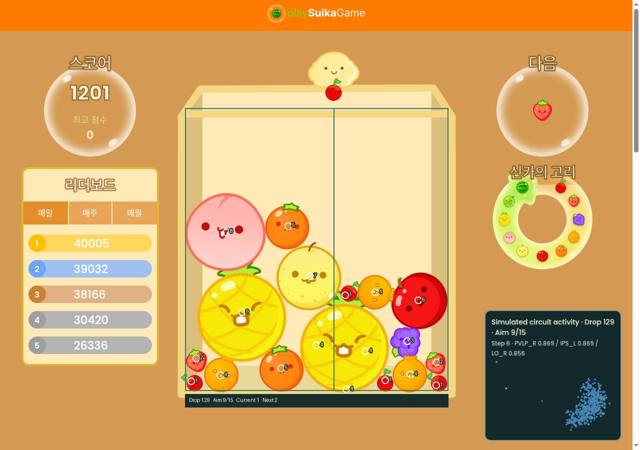 playSuikaGame
스코어
1201
최고 점수
0
다음
리더보드
매일
매주
매월
1 40005
2 39032
3 38166
4 30420
5 26336
산카의 고리
Simulated circuit activity · Drop 129
· Aim 9/15
Step 6 · PVLP_R 0.869 / IPS_L 0.869 /
LO_R 0.856
Drop 129 Aim 9/15 Current 1 Next 2